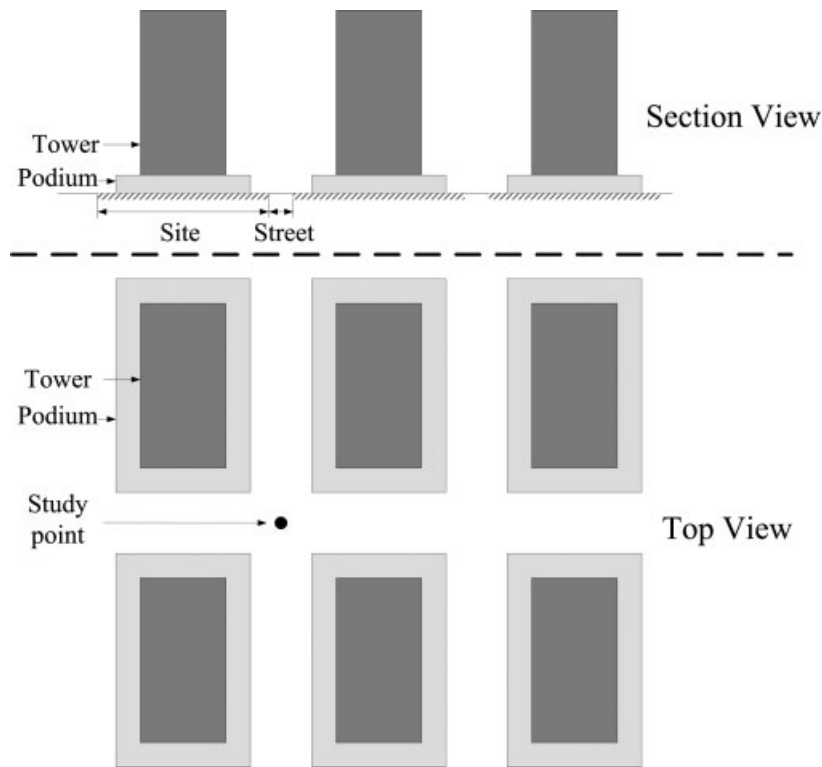 Section View
Tower
Podium
Site
Street
Tower
Podium
Study
point
Top View